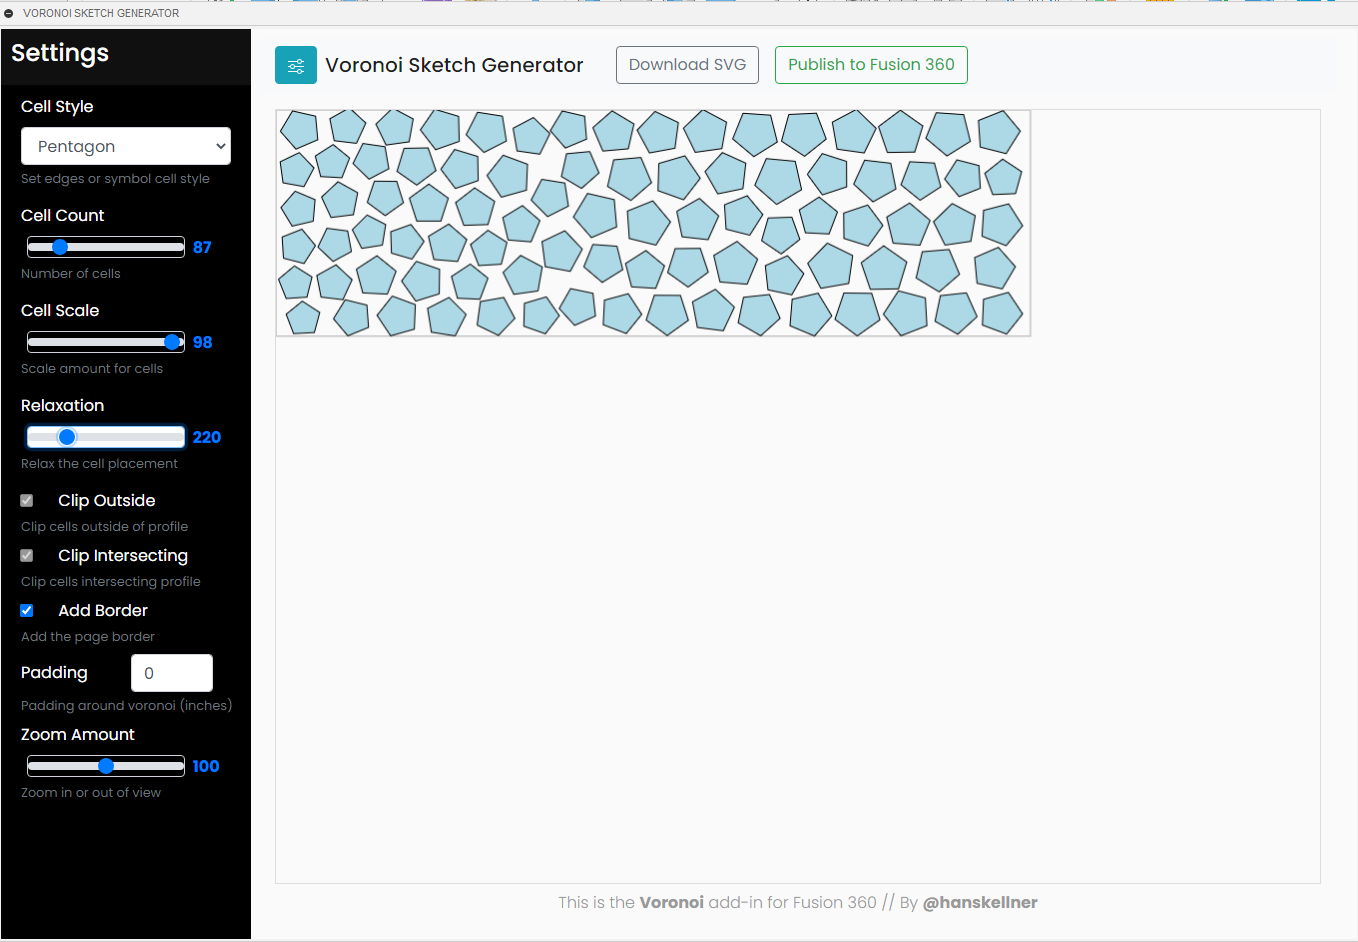 VORONOI SKETCH GENERATOR
Settings
Voronoi Sketch Generator
Download SVG
Publish to Fusion 360
Cell Style
Pentagon
Set edges or symbol cell style
Cell Count
87
Number of cells
Cell Scale
98
Scale amount for cells
Relaxation
220
Relax the cell placement
Clip Outside
Clip cells outside of profile
Clip Intersecting
Clip cells intersecting profile
Add Border
Add the page border
Padding 0
Padding around voronoi (inches)
Zoom Amount
100
Zoom in or out of view
This is the Voronoi add-in for Fusion 360 // By @hanskellner